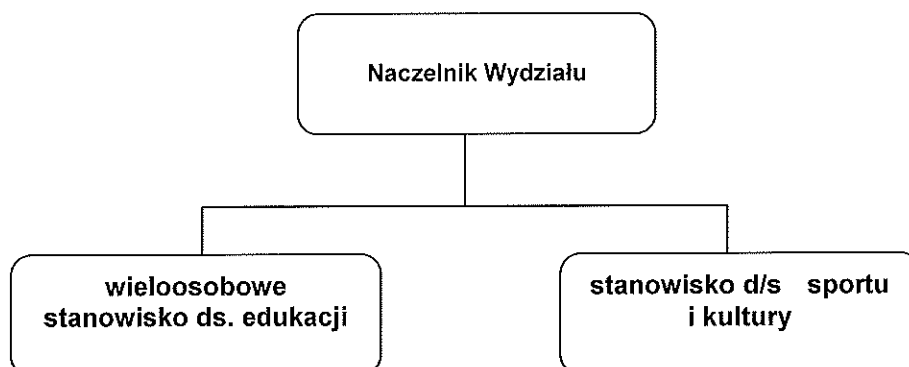 Naczelnik Wydziału
wieloosobowe
stanowisko ds. edukacji
stanowisko d/s sportu
i kultury